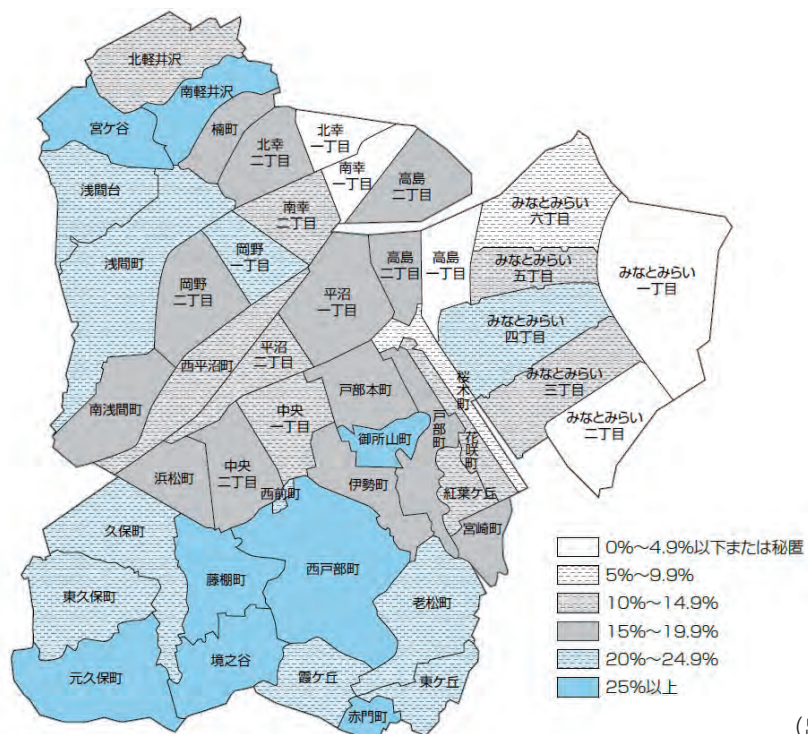 北軽井沢
南軽井沢
宮ケ谷
楠町
北幸
二丁目
北幸
一丁目
南幸
一丁目
高島
二丁目
浅間台
南幸
二丁目
みなとみらい
六丁目
浅間町
岡野
一丁目
岡野
二丁目
平沼
一丁目
高島
二丁目
高島
一丁目
みなとみらい
五丁目
みなとみらい
一丁目
みなとみらい
四丁目
西平沼町
平沼
二丁目
桜木町
みなとみらい
三丁目
みなとみらい
二丁目
南浅間町
中央
一丁目
戸部本町
御所山町
戸部町
花咲町
浜松町
中央
二丁目
西前町
伊勢町
紅葉ケ丘
宮崎町
久保町
藤棚町
西戸部町
老松町
東久保町
元久保町
境之谷
霞ケ丘
東ケ丘
赤門町
0%～4.9%以下または秘匿
5%～9.9%
10%～14.9%
15%～19.9%
20%～24.9%
25%以上